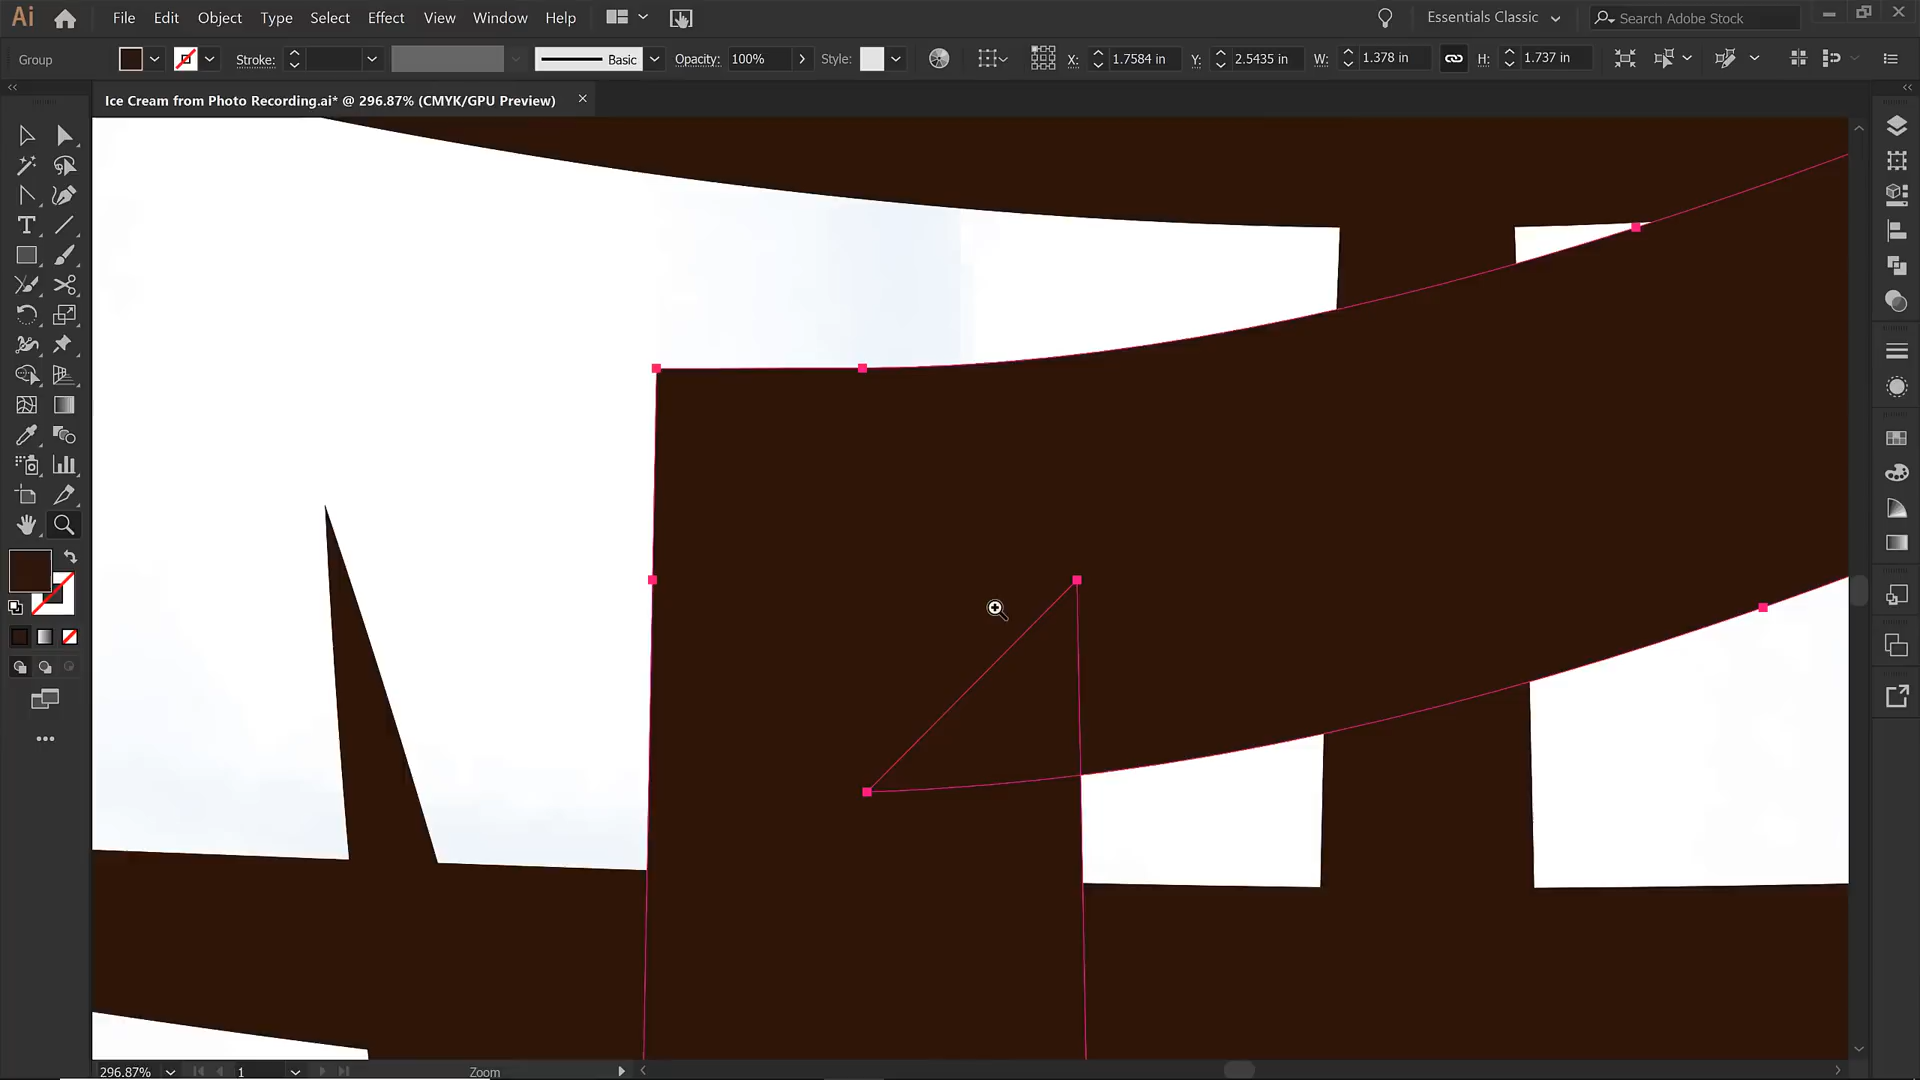 Ai File Edit Object Type Select Effect View Window Help Essentials Classic Search Adobe Stock
Group Stroke: Basic Opacity: 100% Style: X: 1.7584 in Y: 2.5435 in W: 1.378 in H: 1.737 in
Ice Cream from Photo Recording.ai* @ 296.87% (CMYK/GPU Preview)
296.87% 1 Zoom